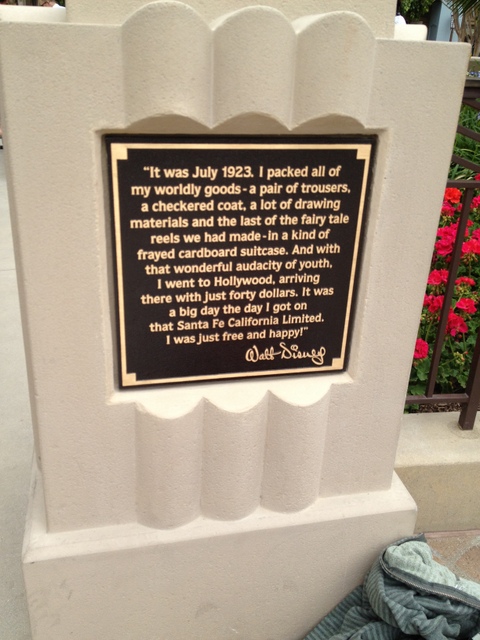 "It was July 1923. I packed all of
my worldly goods - a pair of trousers,
a checkered coat, a lot of drawing
materials and the last of the fairy tale
reels we had made - in a kind of
frayed cardboard suitcase. And with
that wonderful audacity of youth,
I went to Hollywood, arriving
there with just forty dollars. It was
a big day the day I got on
that Santa Fe California Limited.
I was just free and happy!"
Walt Disney